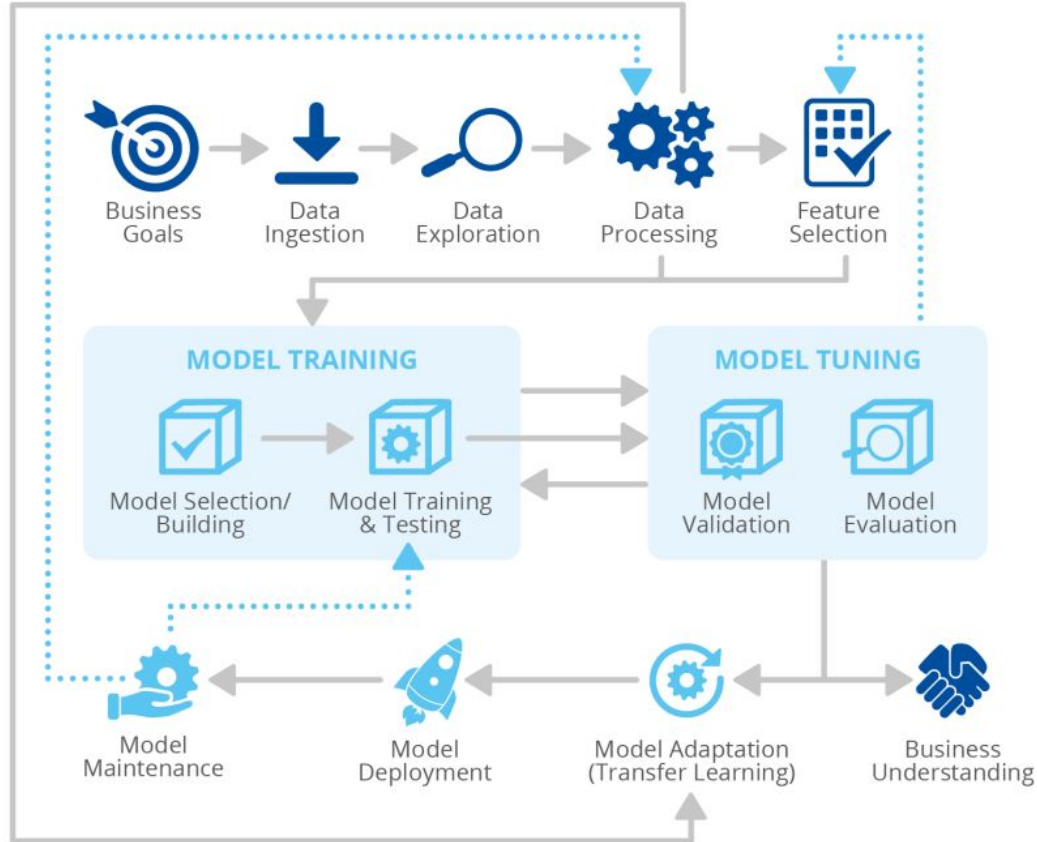 Business
Goals
Data
Ingestion
Data
Exploration
Data
Processing
Feature
Selection
MODEL TRAINING
Model Selection/
Building
Model Training
& Testing
MODEL TUNING
Model
Validation
Model
Evaluation
Model
Maintenance
Model
Deployment
Model Adaptation
(Transfer Learning)
Business
Understanding